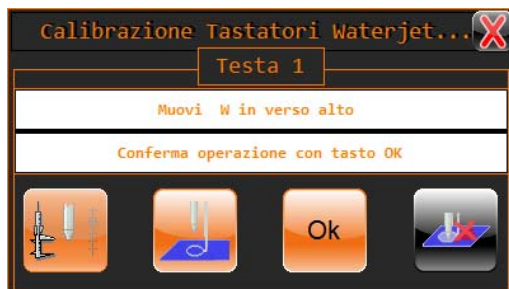 Calibrazione Tastatori Waterjet...
Testa 1
Muovi W in verso alto
Conferma operazione con tasto OK
Ok